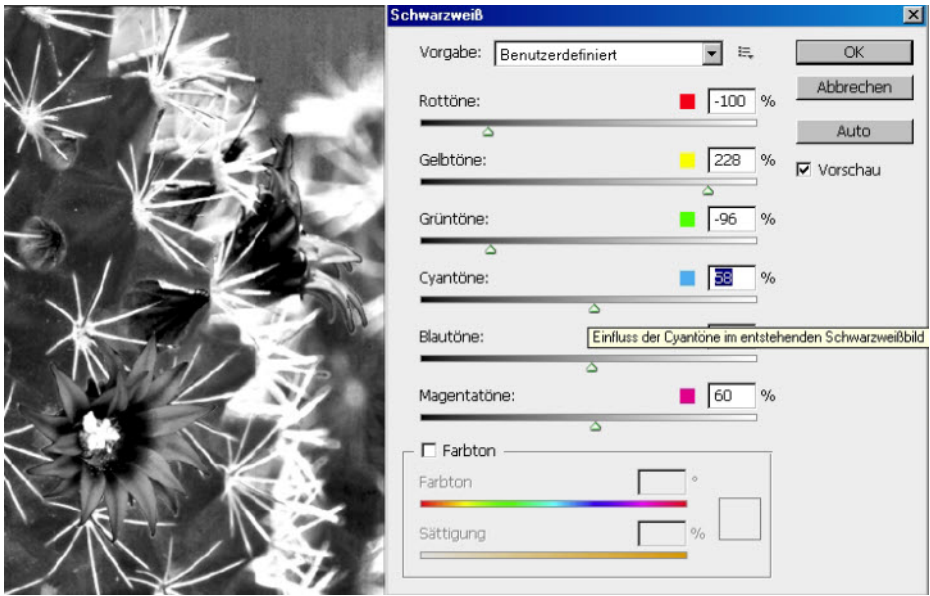 Schwarzweiß
Vorgabe: Benutzerdefiniert
OK
Abbrechen
Auto
Vorschau
Rottöne: -100 %
Gelbtöne: 228 %
Grüntöne: -96 %
Cyantöne: 58 %
Blautöne:
Einfluss der Cyantöne im entstehenden Schwarzweißbild
Magentatöne: 60 %
Farbton
Farbton °
Sättigung %